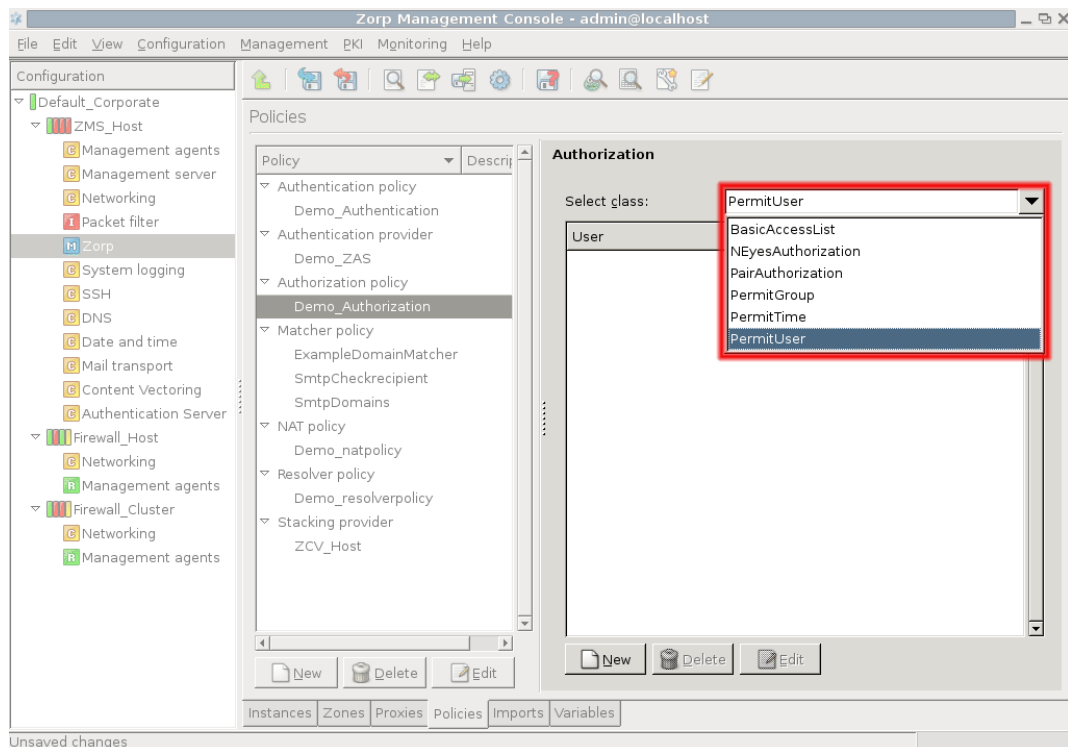 Zorp Management Console - admin@localhost
File Edit View Configuration Management PKI Monitoring Help
Configuration
Default_Corporate
ZMS_Host
C Management agents
C Management server
C Networking
I Packet filter
M Zorp
C System logging
C SSH
C DNS
C Date and time
C Mail transport
C Content Vectoring
C Authentication Server
Firewall_Host
C Networking
R Management agents
Firewall_Cluster
C Networking
R Management agents
Policies
Policy Descrip
Authentication policy
Demo_Authentication
Authentication provider
Demo_ZAS
Authorization policy
Demo_Authorization
Matcher policy
ExampleDomainMatcher
SmtpCheckrecipient
SmtpDomains
NAT policy
Demo_natpolicy
Resolver policy
Demo_resolverpolicy
Stacking provider
ZCV_Host
New Delete Edit
Authorization
Select class: PermitUser
User
BasicAccessList
NEyesAuthorization
PairAuthorization
PermitGroup
PermitTime
PermitUser
New Delete Edit
Instances Zones Proxies Policies Imports Variables
Unsaved changes